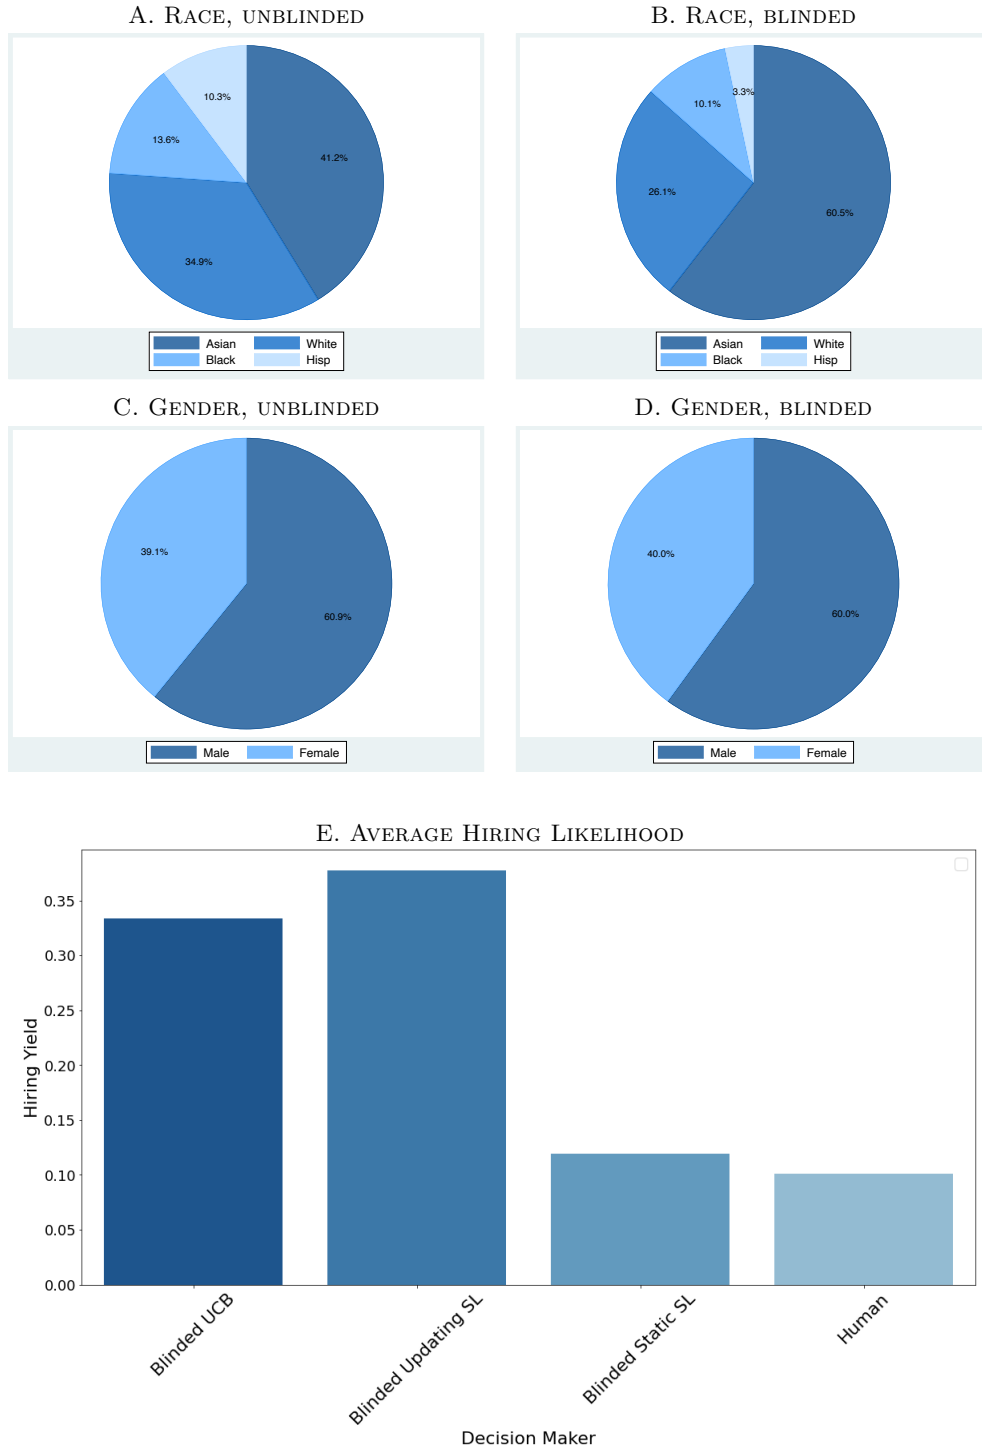 A. Race, unblinded
10.3%
13.6%
41.2%
34.9%
Asian White
Black Hisp
B. Race, blinded
3.3%
10.1%
26.1%
60.5%
Asian White
Black Hisp
C. Gender, unblinded
39.1%
60.9%
Male Female
D. Gender, blinded
40.0%
60.0%
Male Female
E. Average Hiring Likelihood
Hiring Yield
0.35
0.30
0.25
0.20
0.15
0.10
0.05
0.00
Blinded UCB
Blinded Updating SL
Blinded Static SL
Human
Decision Maker